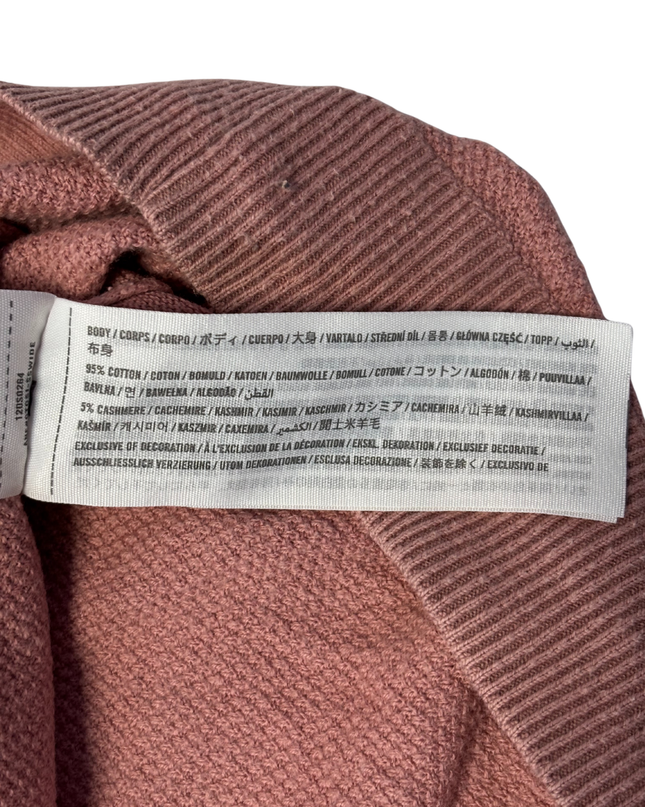 BODY / CORPS / CORPO / ボディ / CUERPO / 大身 / VARTALO / STŘEDNÍ DÍL / 몸통 / GŁÓWNA CZĘŚĆ / TOPP / الثوب /
布身
95% COTTON / COTON / BOMULD / KATOEN / BAUMWOLLE / BOMULL / COTONE / コットン / ALGODÓN / 棉 / PUUVILLAA /
BAVLNA / 면 / BAWEŁNA / ALGODÃO / القطن /
5% CASHMERE / CACHEMIRE / KASHMIR / KASJMIR / KASCHMIR / カシミア / CACHEMIRA / 山羊絨 / KASHMIRVILLAA /
KAŠMÍR / 캐시미어 / KASZMIR / CAXEMIRA / الكشمير / 開士米羊毛
EXCLUSIVE OF DECORATION / À L'EXCLUSION DE LA DÉCORATION / EKSKL. DEKORATION / EXCLUSIEF DECORATIE /
AUSSCHLIESSLICH VERZIERUNG / UTOM DEKORATIONEN / ESCLUSA DECORAZIONE / 装飾を除く / EXCLUSIVO DE
120S0284